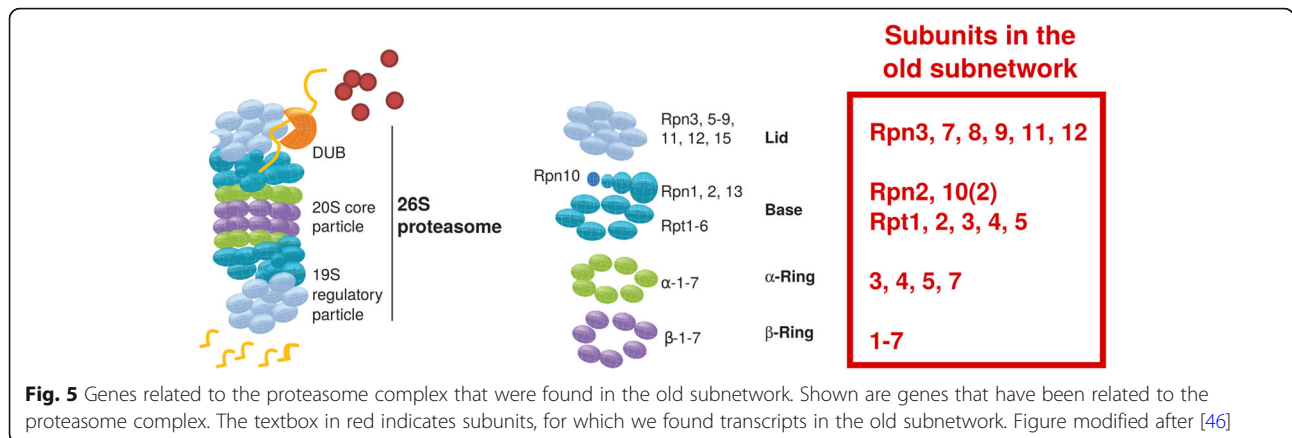 Subunits in the
old subnetwork
DUB
20S core
particle
26S
proteasome
19S
regulatory
particle
Rpn3, 5-9,
11, 12, 15
Lid
Rpn10
Rpn1, 2, 13
Base
Rpt1-6
α-1-7
α-Ring
β-1-7
β-Ring
Rpn3, 7, 8, 9, 11, 12
Rpn2, 10(2)
Rpt1, 2, 3, 4, 5
3, 4, 5, 7
1-7
Fig. 5 Genes related to the proteasome complex that were found in the old subnetwork. Shown are genes that have been related to the
proteasome complex. The textbox in red indicates subunits, for which we found transcripts in the old subnetwork. Figure modified after [46]